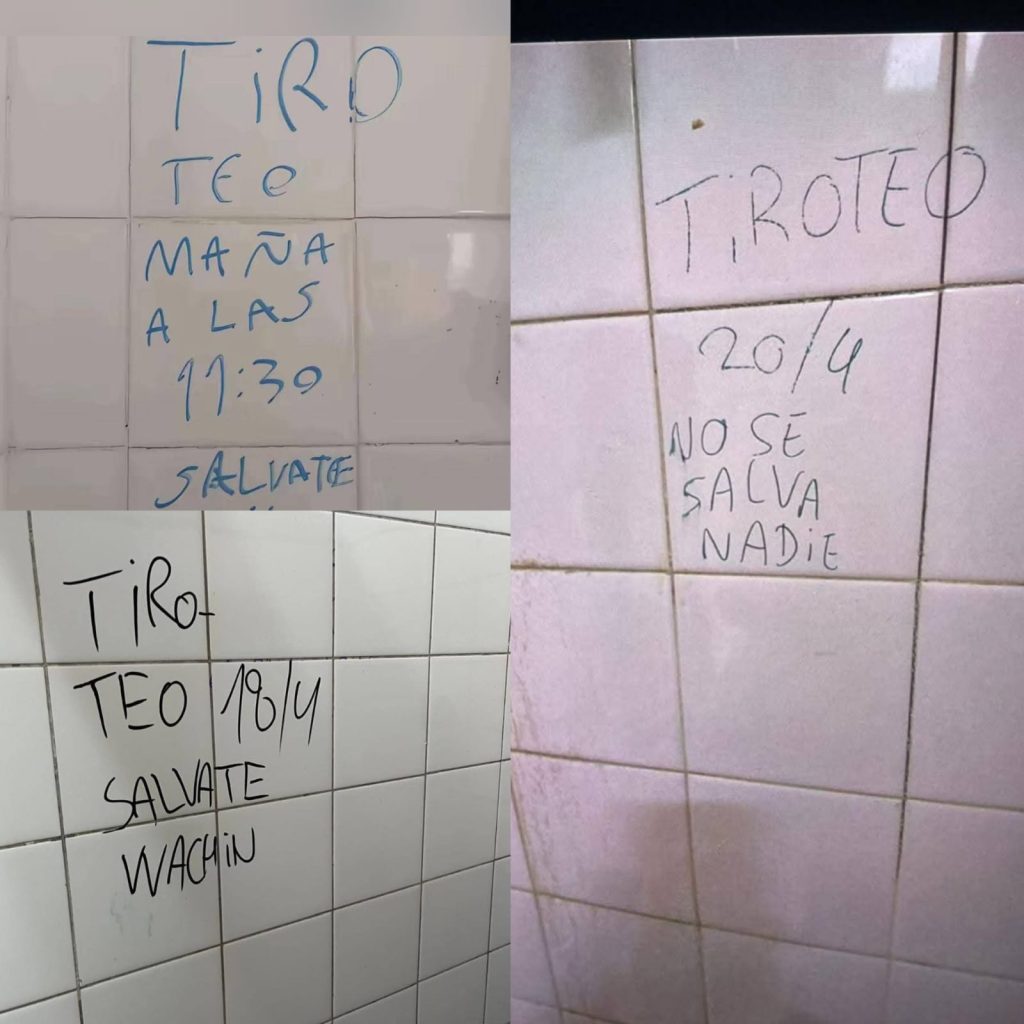 TiRO
TEO
MAÑA
A LAS
11:30
SALVATE
TiRO-
TEO 18/4
SALVATE
WACHiN
TiROTEO
20/4
NO SE
SALVA
NADiE